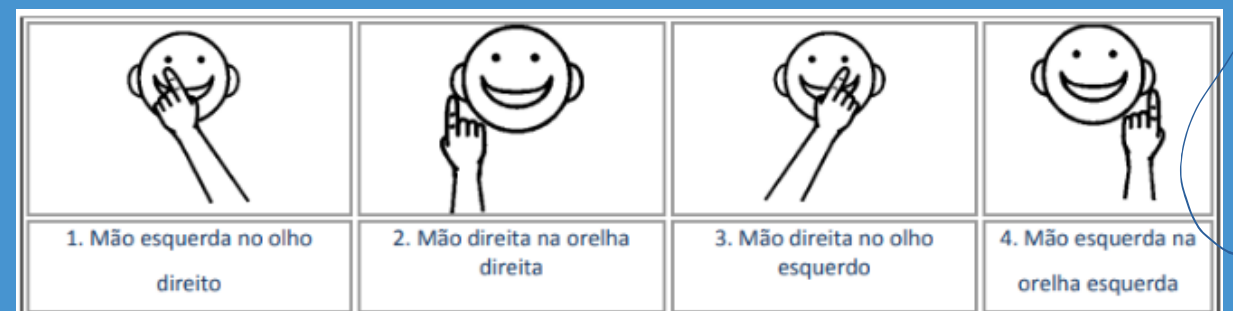 1. Mão esquerda no olho
direito
2. Mão direita na orelha
direita
3. Mão direita no olho
esquerdo
4. Mão esquerda na
orelha esquerda